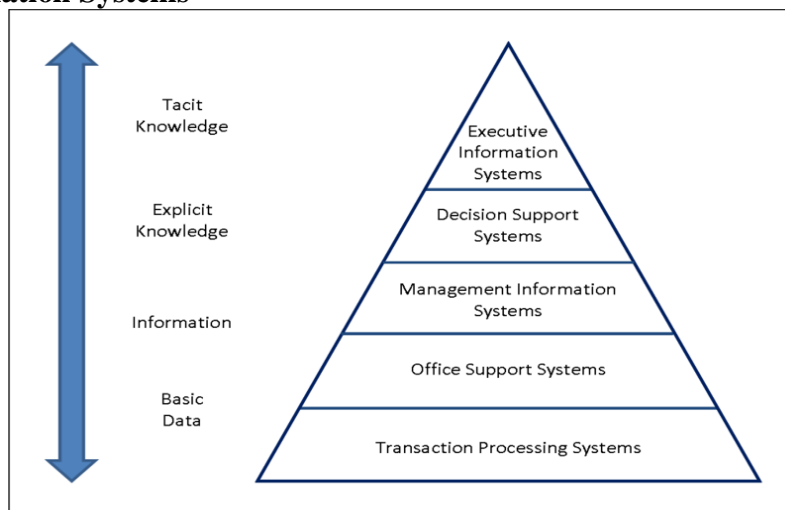 Systems
Tacit
Knowledge
Explicit
Knowledge
Information
Basic
Data
Executive
Information
Systems
Decision Support
Systems
Management Information
Systems
Office Support Systems
Transaction Processing Systems